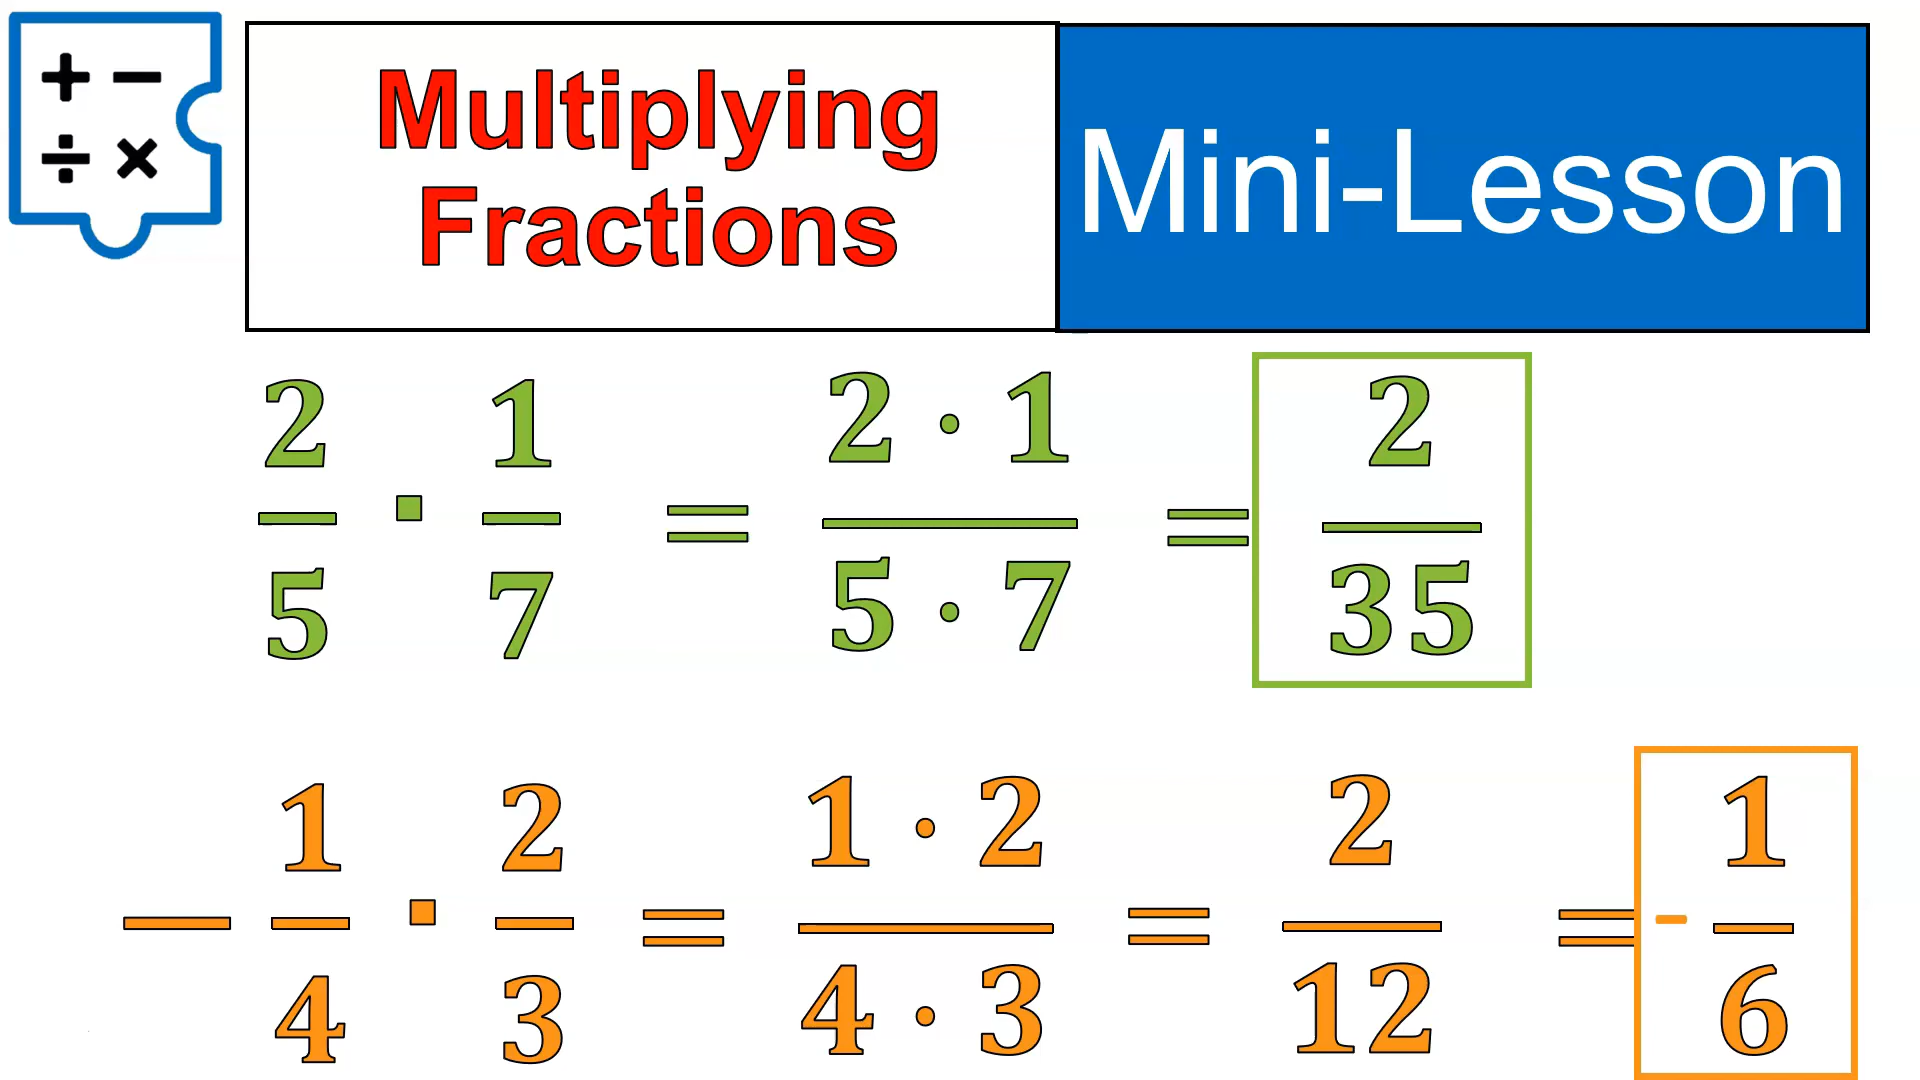 + −
÷ ×
Multiplying
Fractions
Mini-Lesson
2/5 · 1/7 = 2 · 1/5 · 7 = 2/35
− 1/4 · 2/3 = 1 · 2/4 · 3 = 2/12 = - 1/6